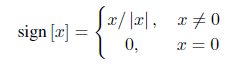 sign [x] = { x/|x|, x ≠ 0
0, x = 0